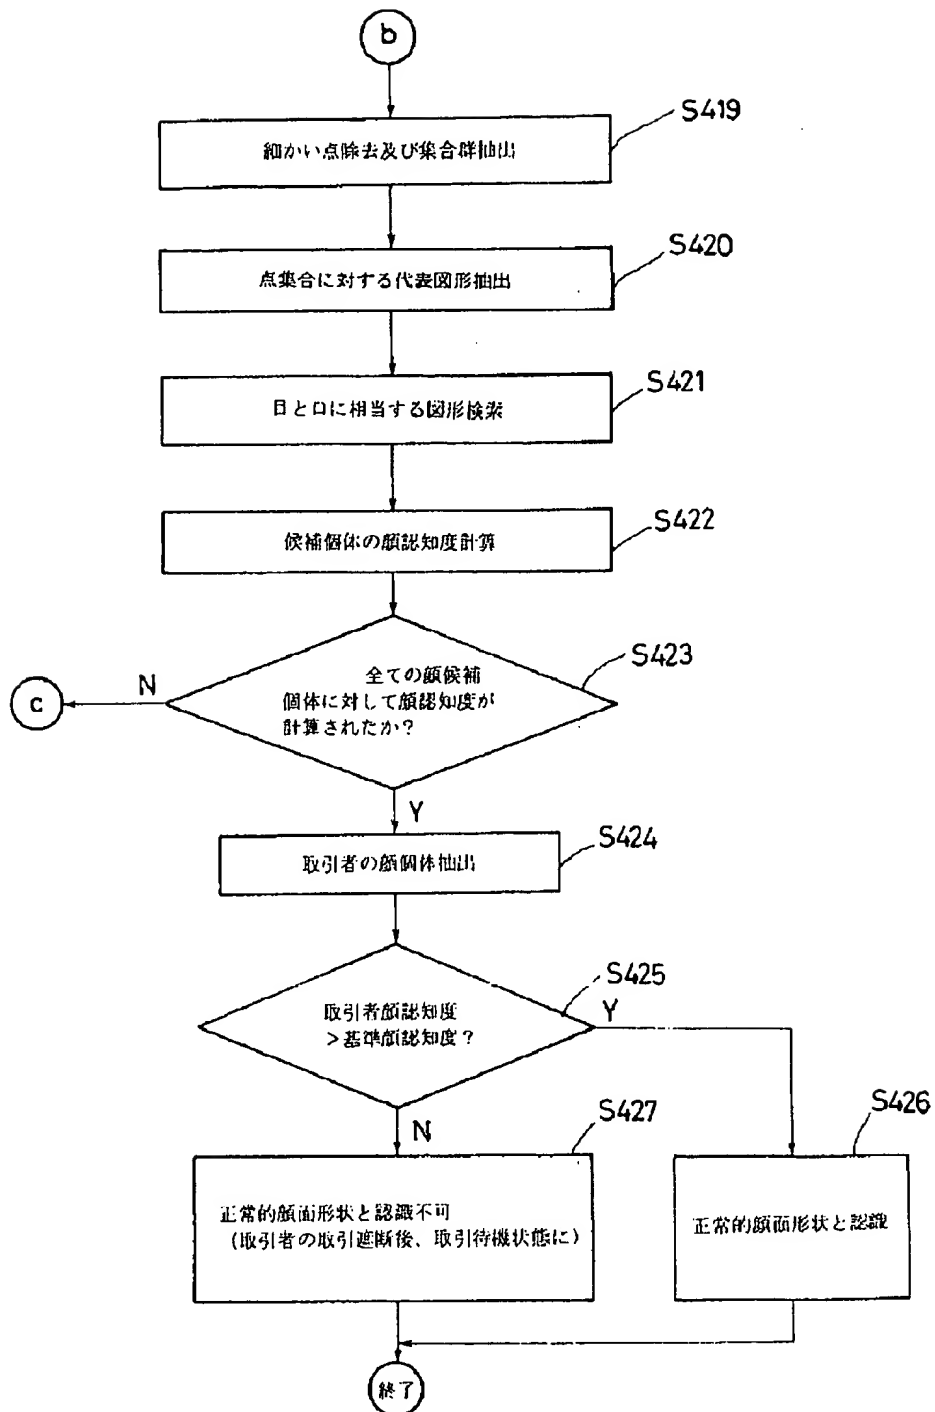 b
S419
細かい点除去及び集合群抽出
S420
点集合に対する代表図形抽出
S421
目と口に相当する図形検索
S422
候補個体の顔認知度計算
S423
全ての顔候補
個体に対して顔認知度が
計算されたか?
N
c
Y
S424
取引者の顔個体抽出
S425
取引者顔認知度
>基準顔認知度?
Y
N
S427
S426
正常的顔面形状と認識不可
(取引者の取引遮断後、取引待機状態に)
正常的顔面形状と認識
終了